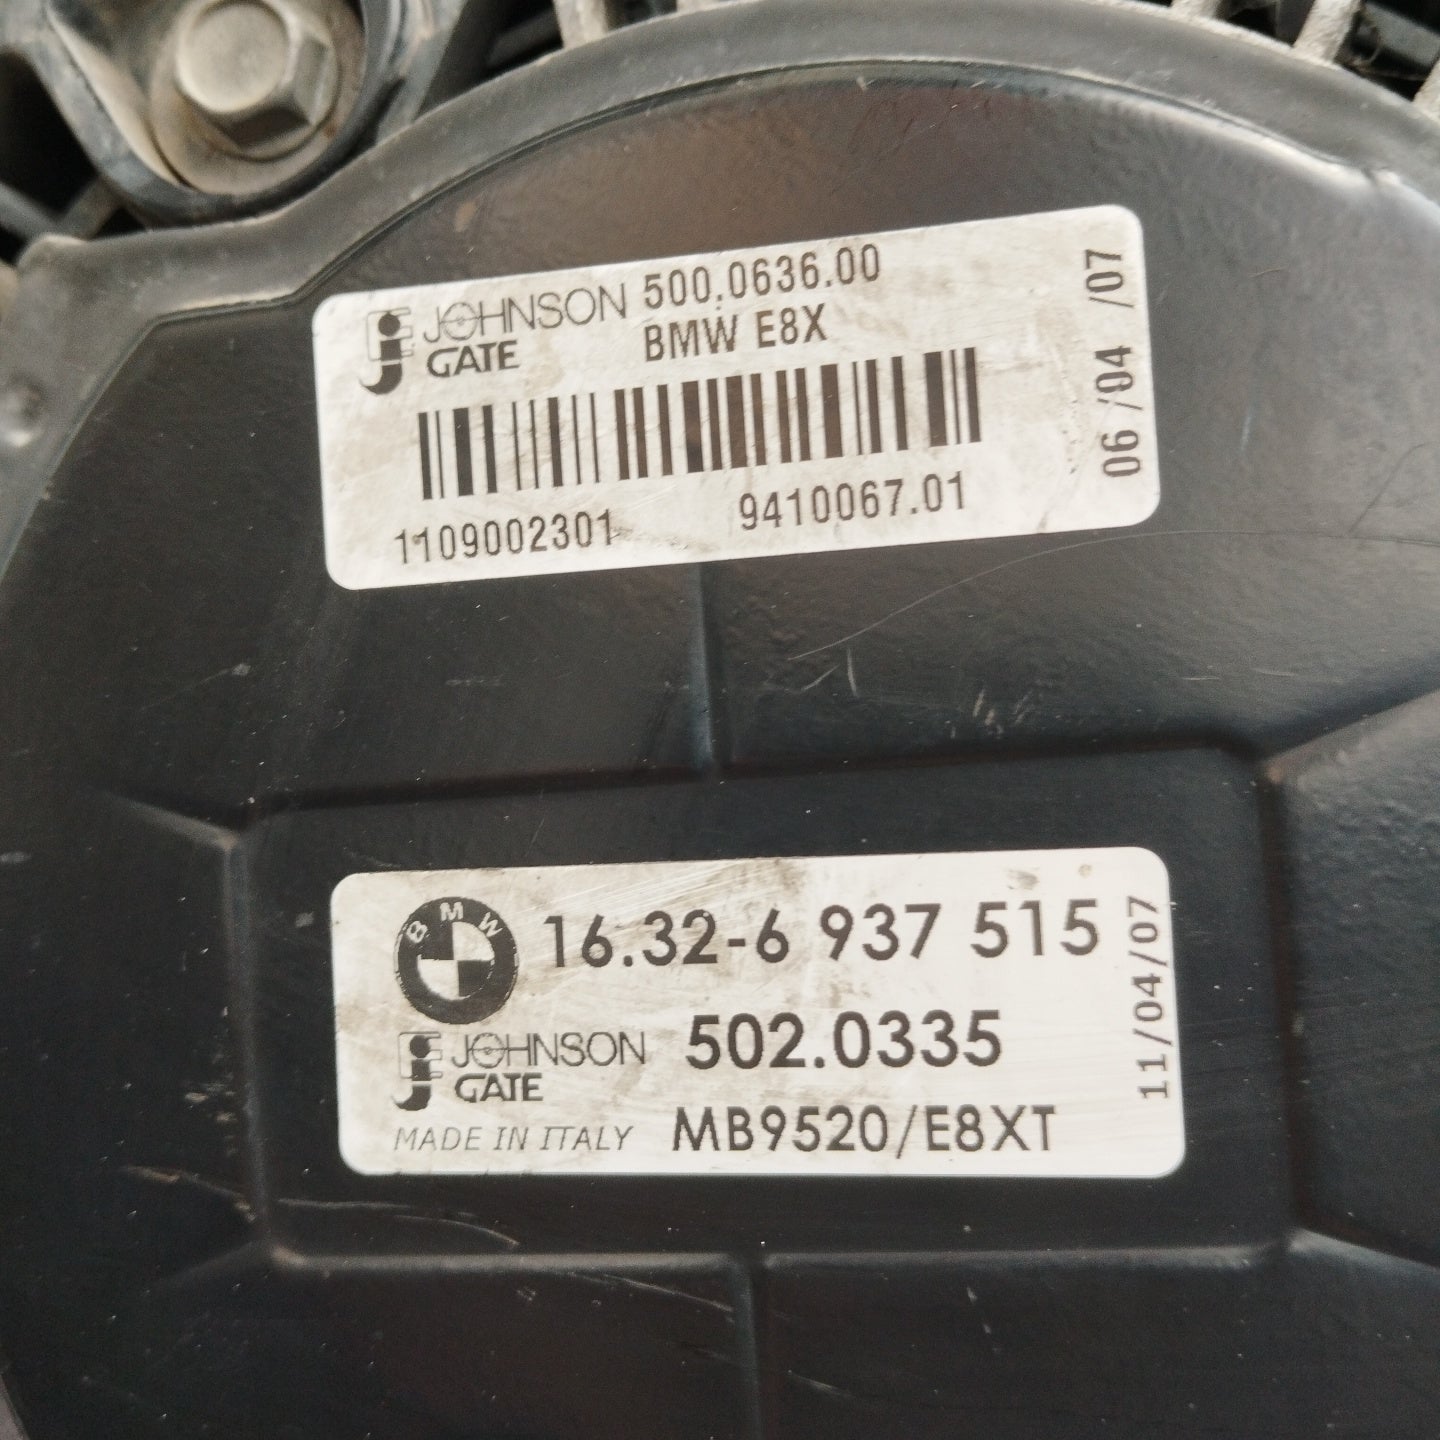 JOHNSON 500.0636.00
GATE BMW E8X
1109002301 9410067.01
06/04 /07
BMW 16.32-6 937 515
JOHNSON 502.0335
GATE
MADE IN ITALY MB9520/E8XT
11/04/07